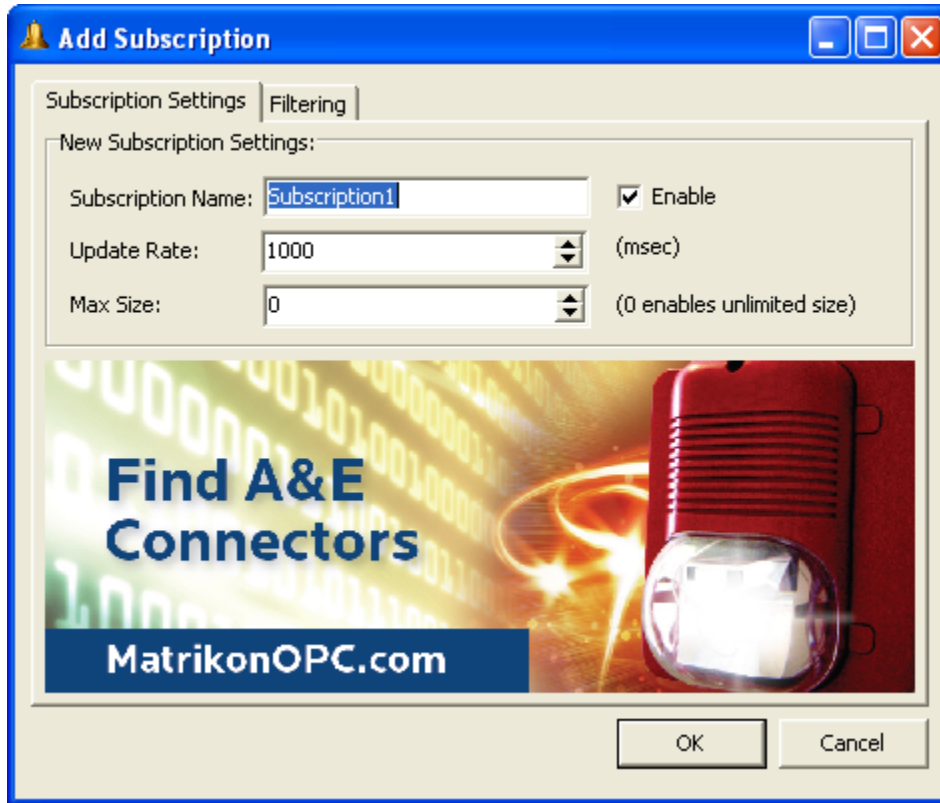 Add Subscription
Subscription Settings
Filtering
New Subscription Settings:
Subscription Name: Subscription1 Enable
Update Rate: 1000 (msec)
Max Size: 0 (0 enables unlimited size)
Find A&E
Connectors
MatrikonOPC.com
OK Cancel